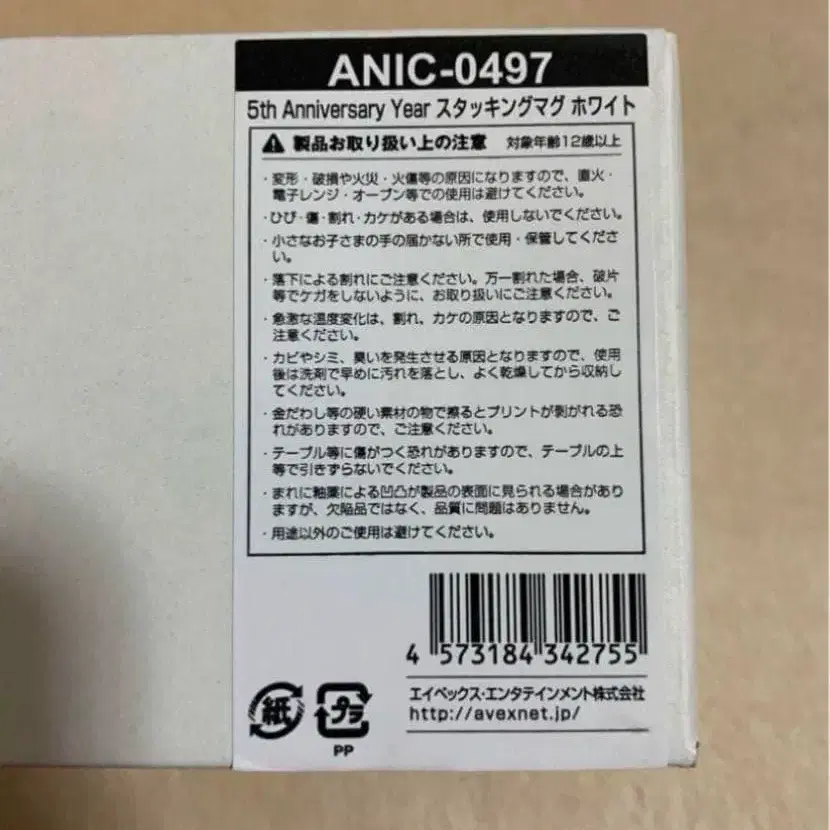 ANIC-0497
5th Anniversary Year スタッキングマグ ホワイト
製品お取り扱い上の注意 対象年齢12歳以上
・変形・破損や火災・火傷等の原因になりますので、直火・
電子レンジ・オーブン等での使用は避けてください。
・ひび・傷・割れ・カケがある場合は、使用しないでください。
・小さなお子さまの手の届かない所で使用・保管してくださ
い。
・落下による割れにご注意ください。万一割れた場合、破片
等でケガをしないように、お取り扱いにご注意ください。
・急激な温度変化は、割れ、カケの原因となりますので、ご
注意ください。
・カビやシミ、臭いを発生させる原因となりますので、使用
後は洗剤で早めに汚れを落とし、よく乾燥してから収納し
てください。
・金だわし等の硬い素材の物で擦るとプリントが剥がれる恐
れがありますので、ご注意ください。
・テーブル等に傷がつく恐れがありますので、テーブルの上
等で引きずらないでください。
・まれに釉薬による凹凸が製品の表面に見られる場合があり
ますが、欠陥品ではなく、品質に問題はありません。
・用途以外のご使用は避けてください。
4 573184 342755
エイベックス・エンタテインメント株式会社
http://avexnet.jp/
紙
プラ
PP